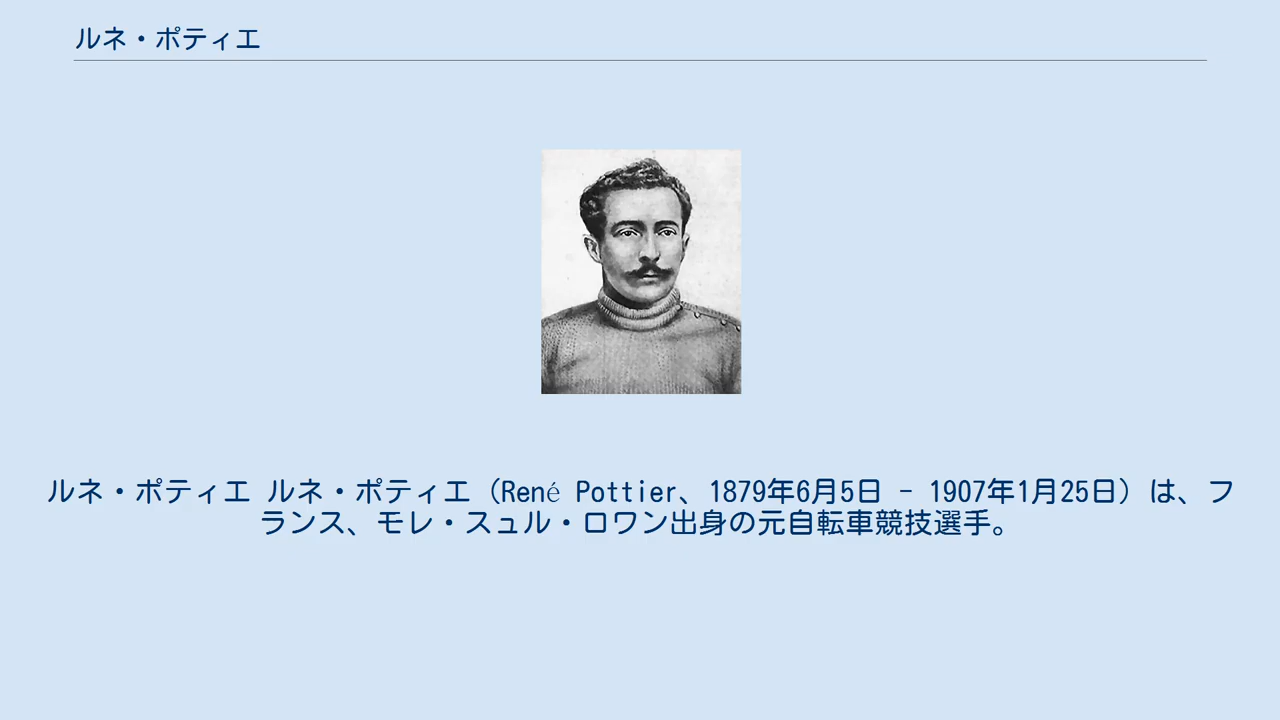 ルネ・ポティエ
ルネ・ポティエ ルネ・ポティエ（René Pottier、1879年6月5日 - 1907年1月25日）は、フ
ランス、モレ・スュル・ロワン出身の元自転車競技選手。